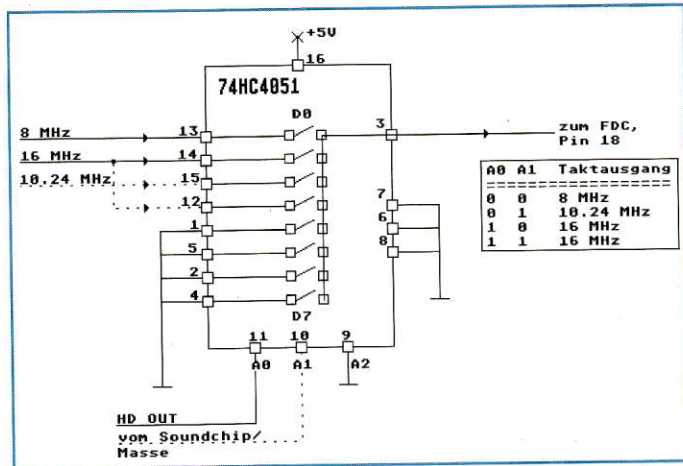 +5V
16
74HC4051
D0
8 MHz
13
3
zum FDC,
Pin 18
16 MHz
14
10.24 MHz
15
12
7
1
6
5
8
2
4
D7
A0 A1 Taktausgang
==================
0 0 8 MHz
0 1 10.24 MHz
1 0 16 MHz
1 1 16 MHz
11
10
9
A0
A1
A2
HD OUT
vom Soundchip/
Masse